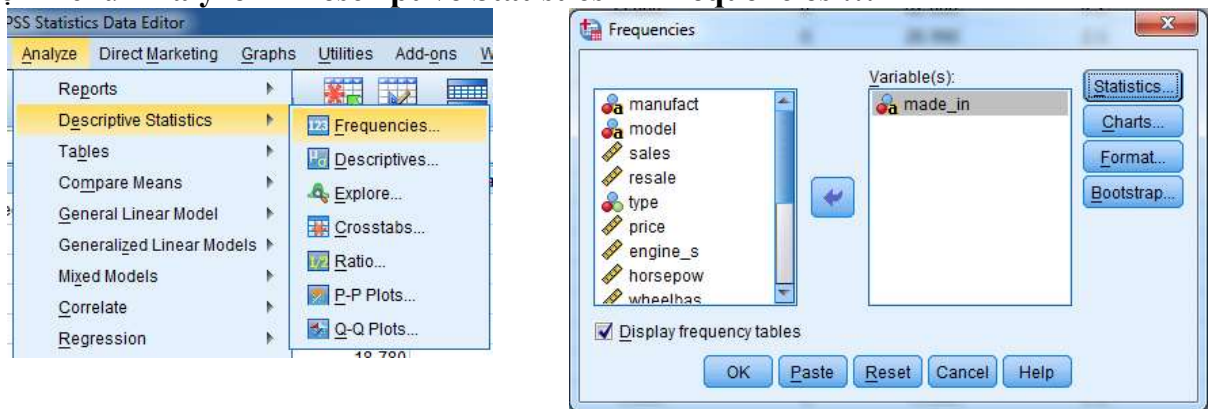 PSS Statistics Data Editor
Analyze Direct Marketing Graphs Utilities Add-ons W
Reports
Descriptive Statistics
Tables
Compare Means
General Linear Model
Generalized Linear Models
Mixed Models
Correlate
Regression
Frequencies...
Descriptives...
Explore...
Crosstabs...
Ratio...
P-P Plots...
Q-Q Plots...
Frequencies
manufact
model
sales
resale
type
price
engine_s
horsepow
wheelbas
Variable(s):
made_in
Statistics...
Charts...
Format...
Bootstrap...
Display frequency tables
OK Paste Reset Cancel Help